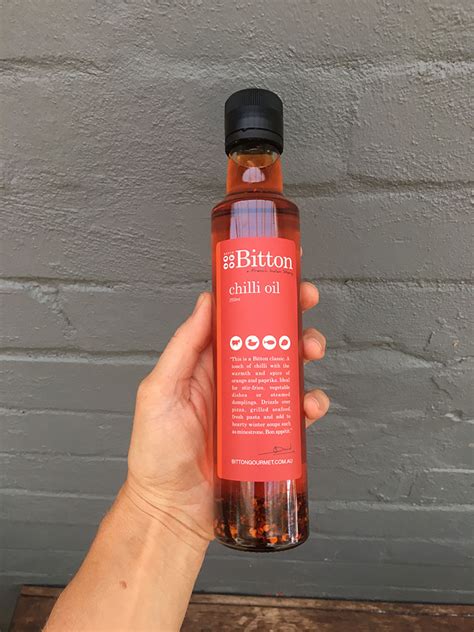 Bitton
chilli oil
250ml
"This is a Bitton classic. A
touch of chilli with the
warmth and spice of
orange and paprika. Ideal
for stir-fries, vegetable
dishes or steamed
dumplings. Drizzle over
pizza, grilled seafood,
fresh pasta and add to
hearty winter soups such
as minestrone. Bon appétit."
BITTONGOURMET.COM.AU